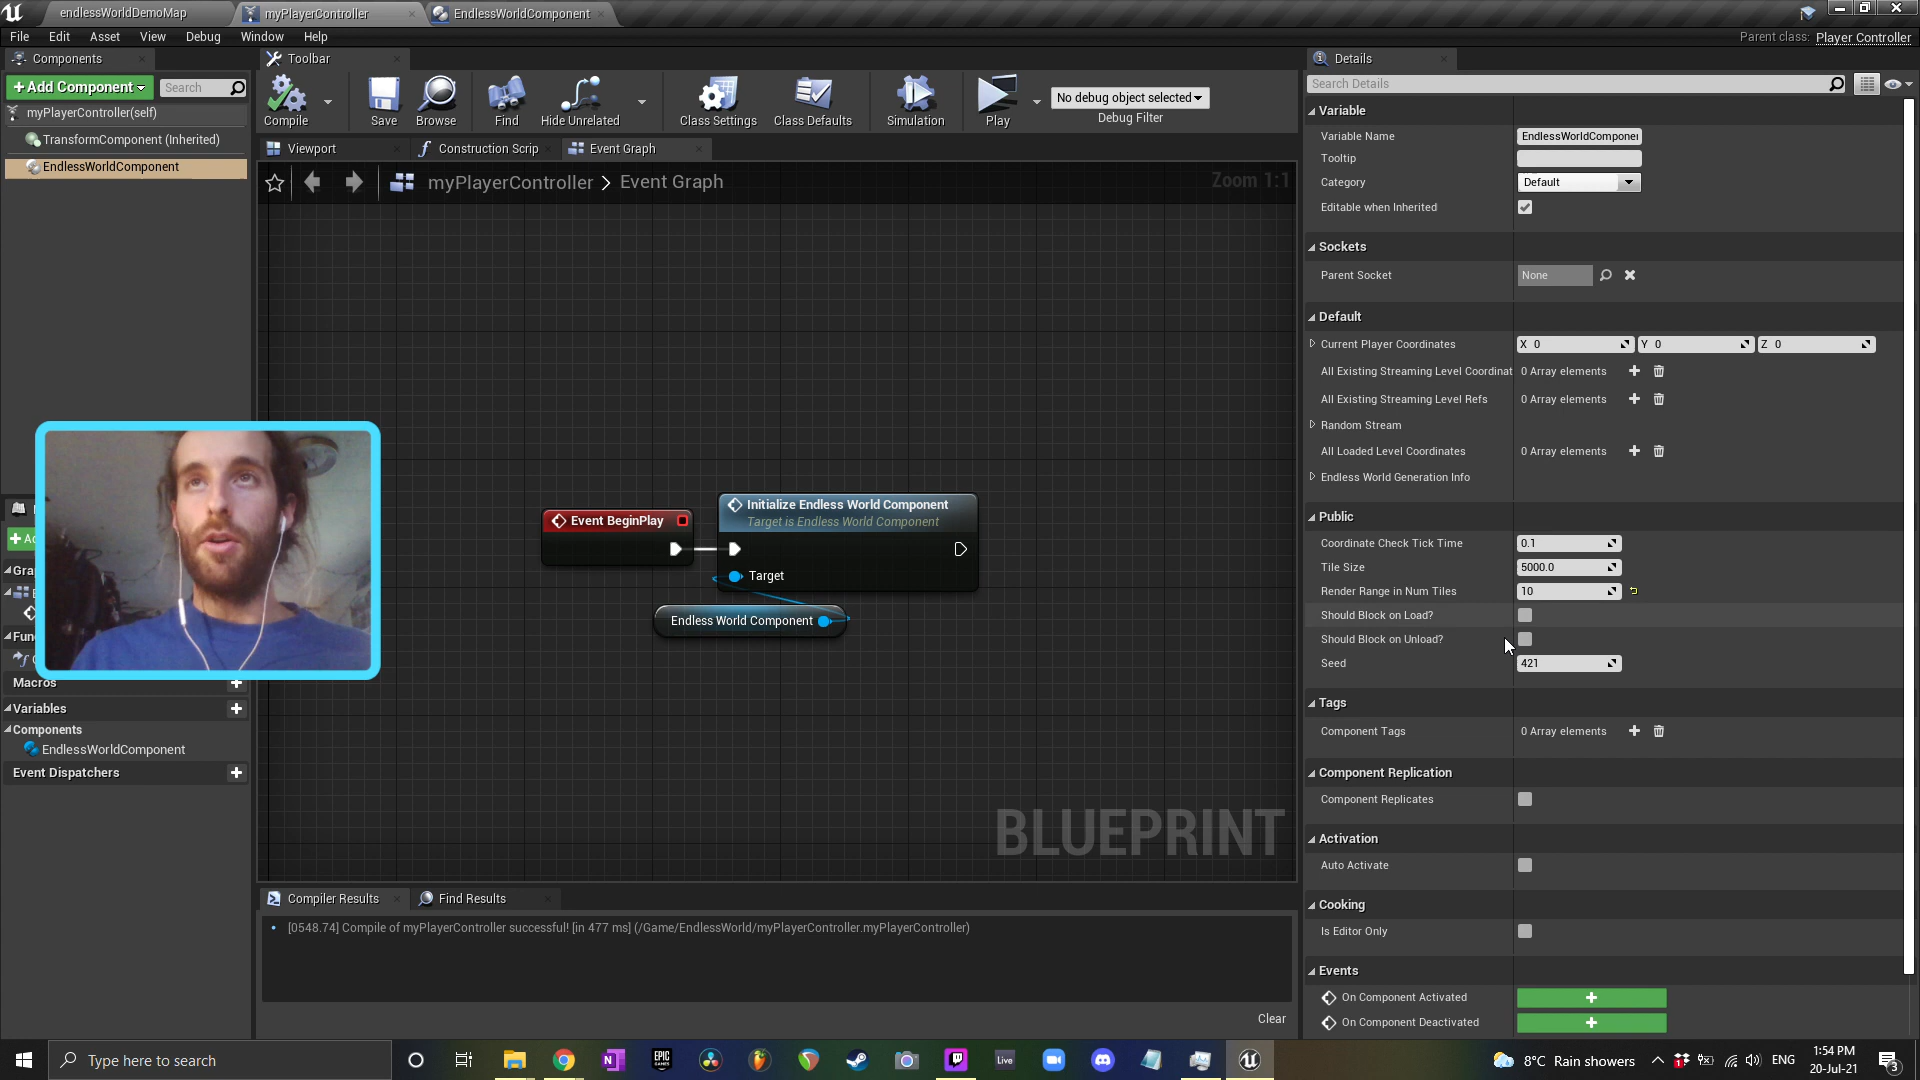 endlessWorldDemoMap
myPlayerController
EndlessWorldComponent
File Edit Asset View Debug Window Help
Parent class: Player Controller
Components
Toolbar
Details
+Add Component
Search
Search Details
myPlayerController(self)
TransformComponent (Inherited)
EndlessWorldComponent
Compile
Save
Browse
Find
Hide Unrelated
Class Settings
Class Defaults
Simulation
Play
No debug object selected
Debug Filter
Viewport
Construction Scrip
Event Graph
myPlayerController > Event Graph
Zoom 1:1
Event BeginPlay
Initialize Endless World Component
Target is Endless World Component
Target
Endless World Component
BLUEPRINT
Macros
Variables
Components
EndlessWorldComponent
Event Dispatchers
Compiler Results
Find Results
[0548.74] Compile of myPlayerController successful! [in 477 ms] (/Game/EndlessWorld/myPlayerController.myPlayerController)
Clear
Variable
Variable Name EndlessWorldComponen
Tooltip
Category Default
Editable when Inherited
Sockets
Parent Socket None
Default
Current Player Coordinates X 0 Y 0 Z 0
All Existing Streaming Level Coordinat 0 Array elements
All Existing Streaming Level Refs 0 Array elements
Random Stream
All Loaded Level Coordinates 0 Array elements
Endless World Generation Info
Public
Coordinate Check Tick Time 0.1
Tile Size 5000.0
Render Range in Num Tiles 10
Should Block on Load?
Should Block on Unload?
Seed 421
Tags
Component Tags 0 Array elements
Component Replication
Component Replicates
Activation
Auto Activate
Cooking
Is Editor Only
Events
On Component Activated
On Component Deactivated
Type here to search
EPIC GAMES
Live
8°C Rain showers
ENG
1:54 PM
20-Jul-21
3